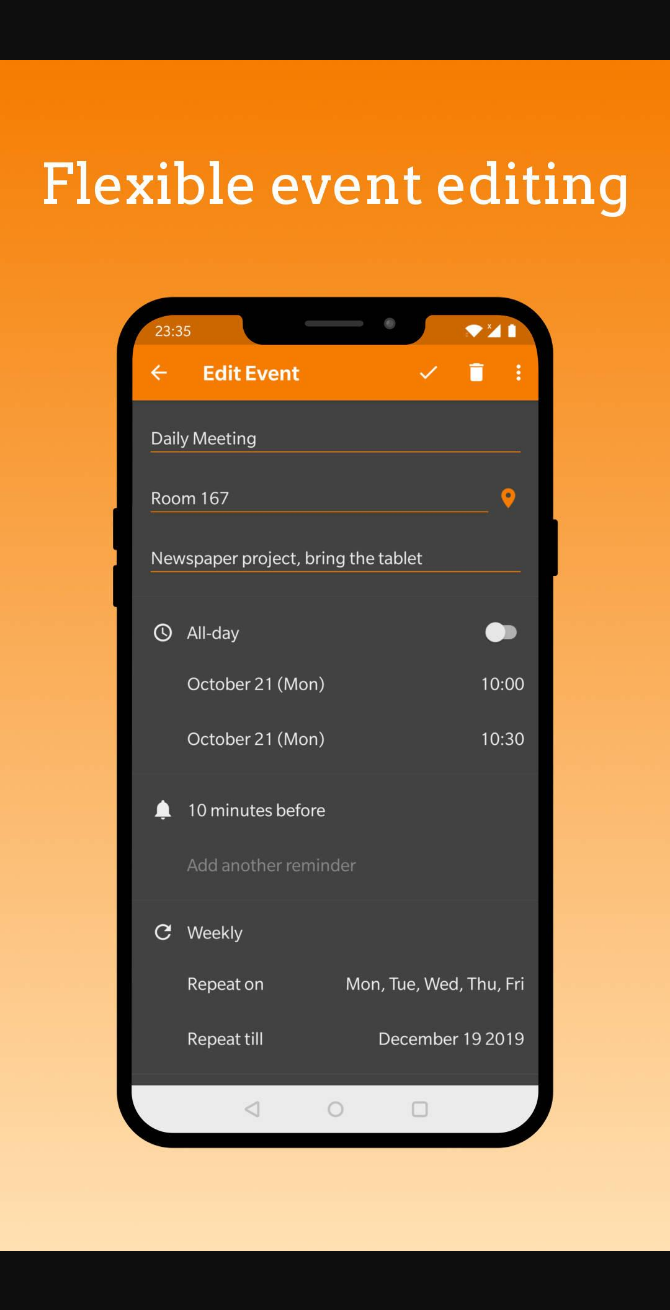 Flexible event editing
23:35
Edit Event
Daily Meeting
Room 167
Newspaper project, bring the tablet
All-day
October 21 (Mon) 10:00
October 21 (Mon) 10:30
10 minutes before
Add another reminder
Weekly
Repeat on Mon, Tue, Wed, Thu, Fri
Repeat till December 19 2019